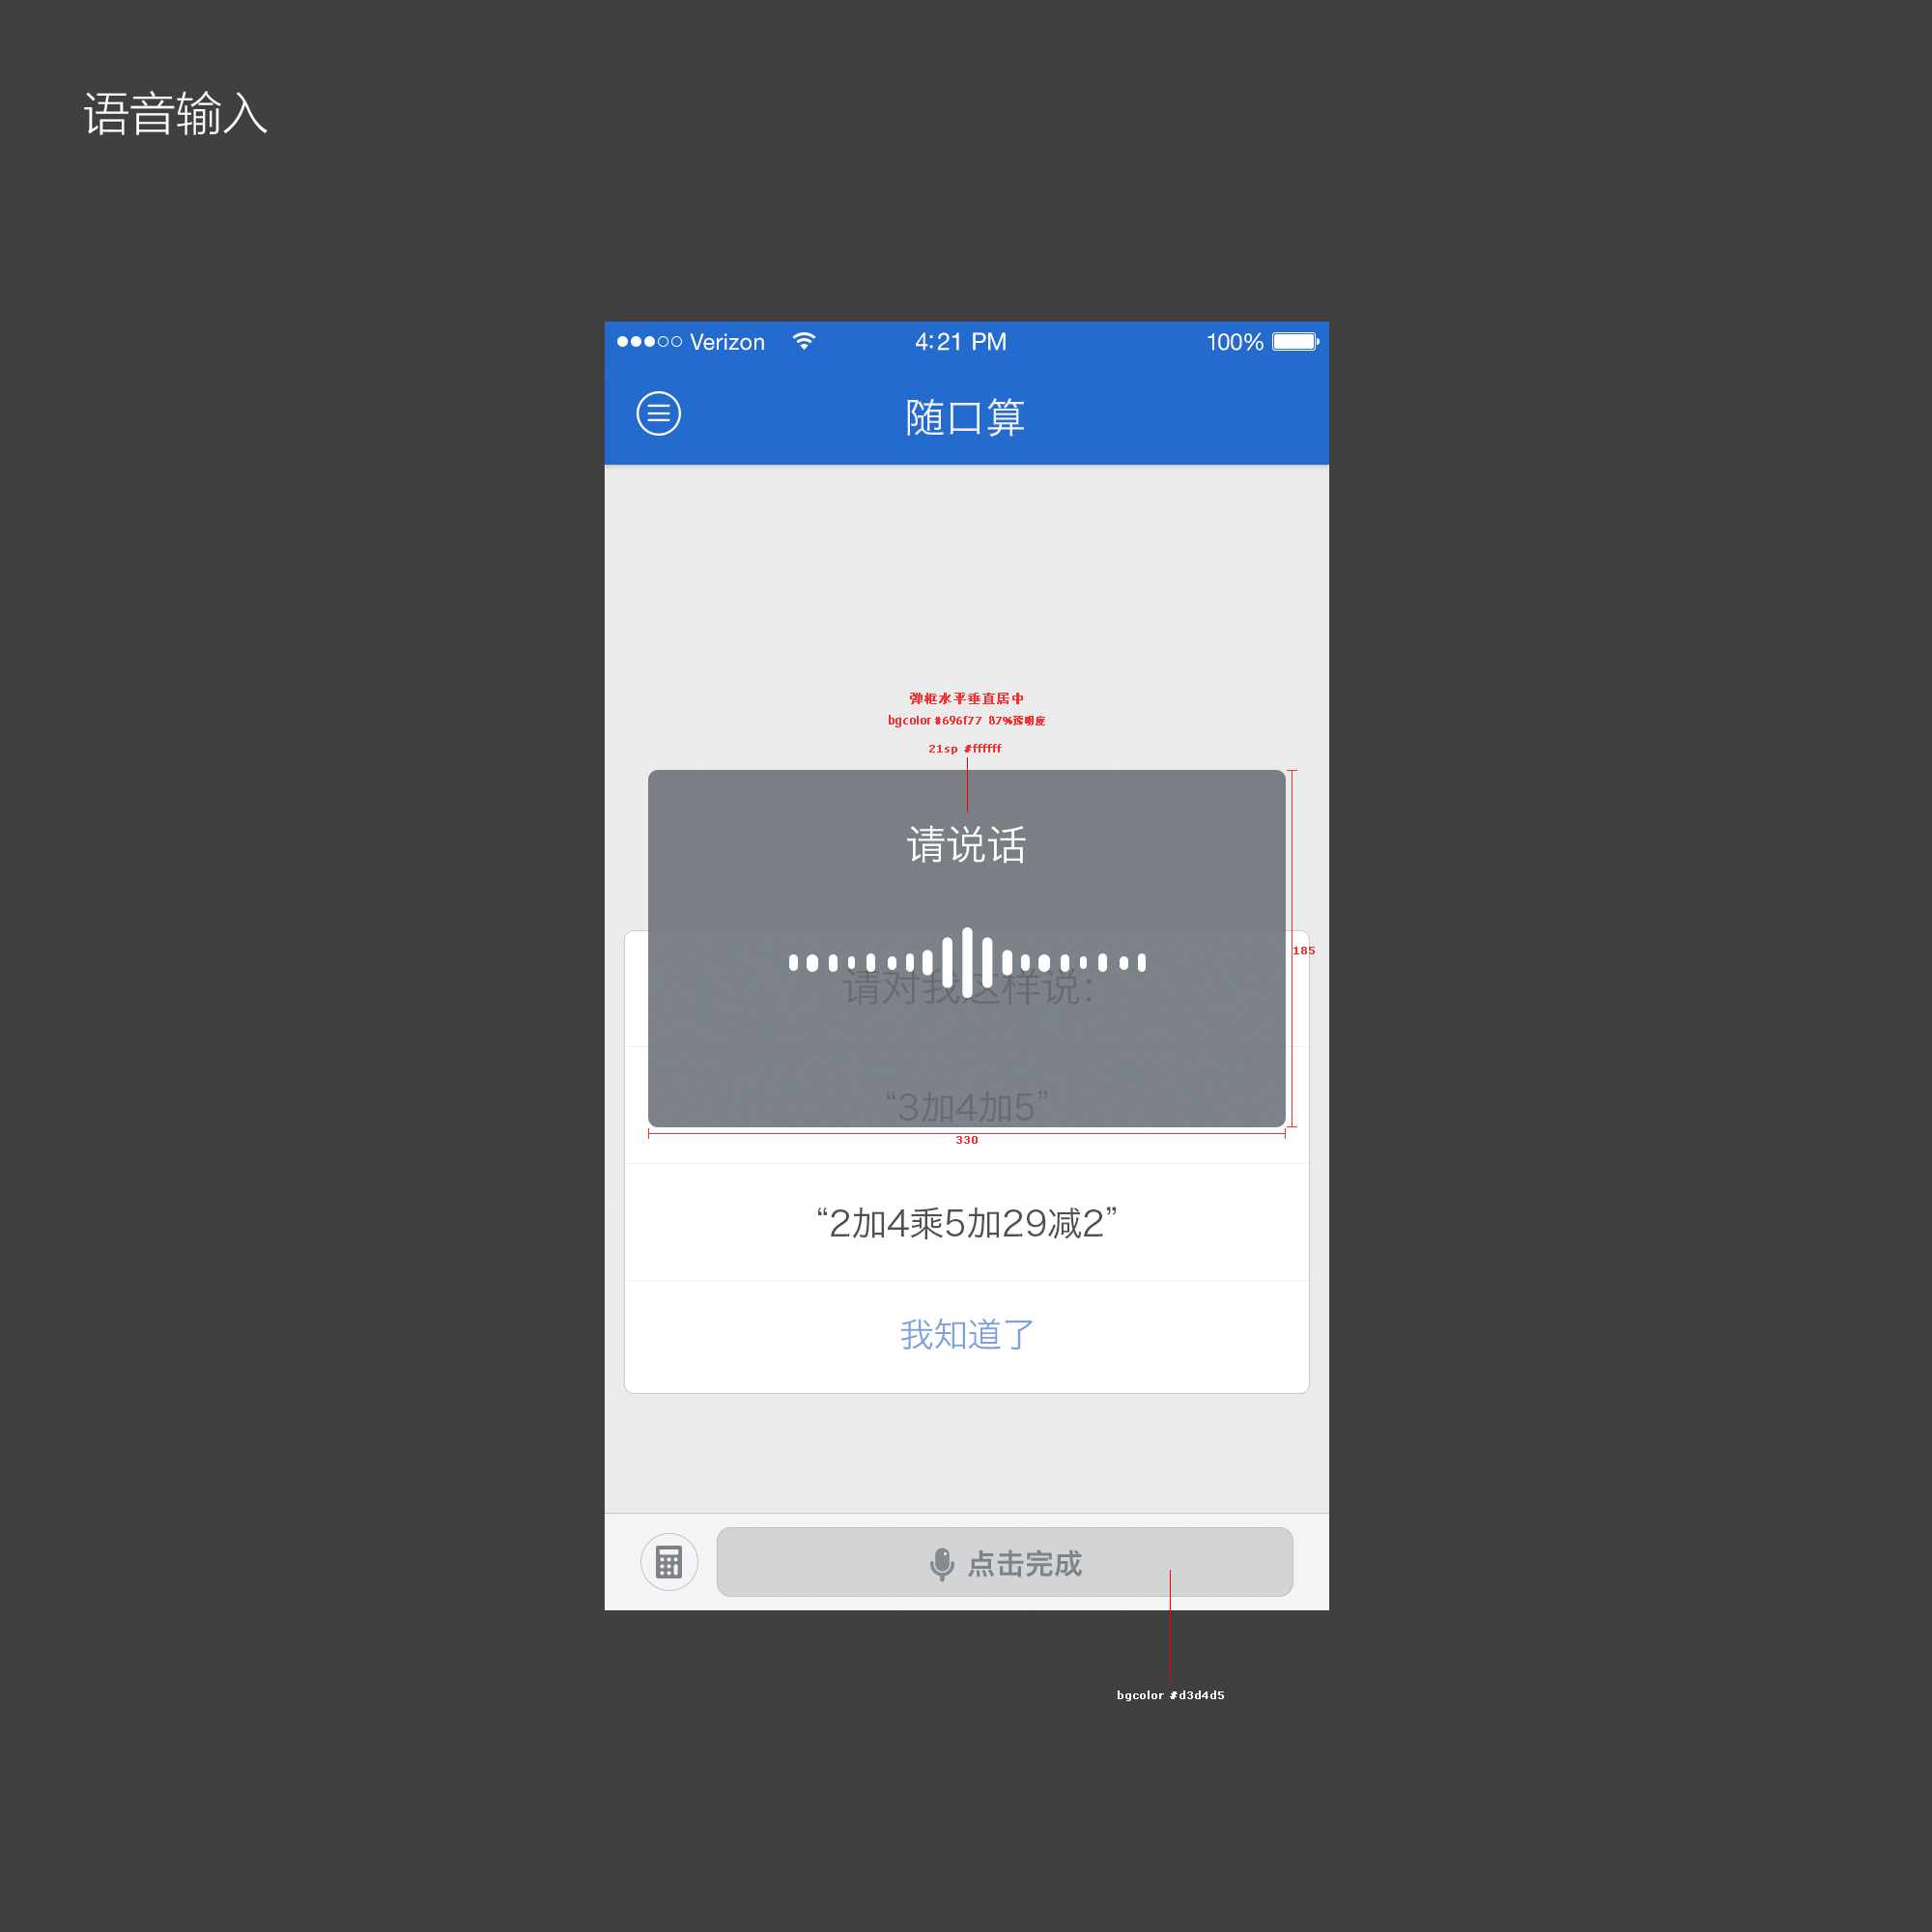 语音输入
Verizon 4:21 PM 100%
随口算
弹框水平垂直居中
bgcolor #696f77 87%透明度
21sp #ffffff
请说话
185
请对我这样说：
“3加4加5”
330
“2加4乘5加29减2”
我知道了
点击完成
bgcolor #d3d4d5